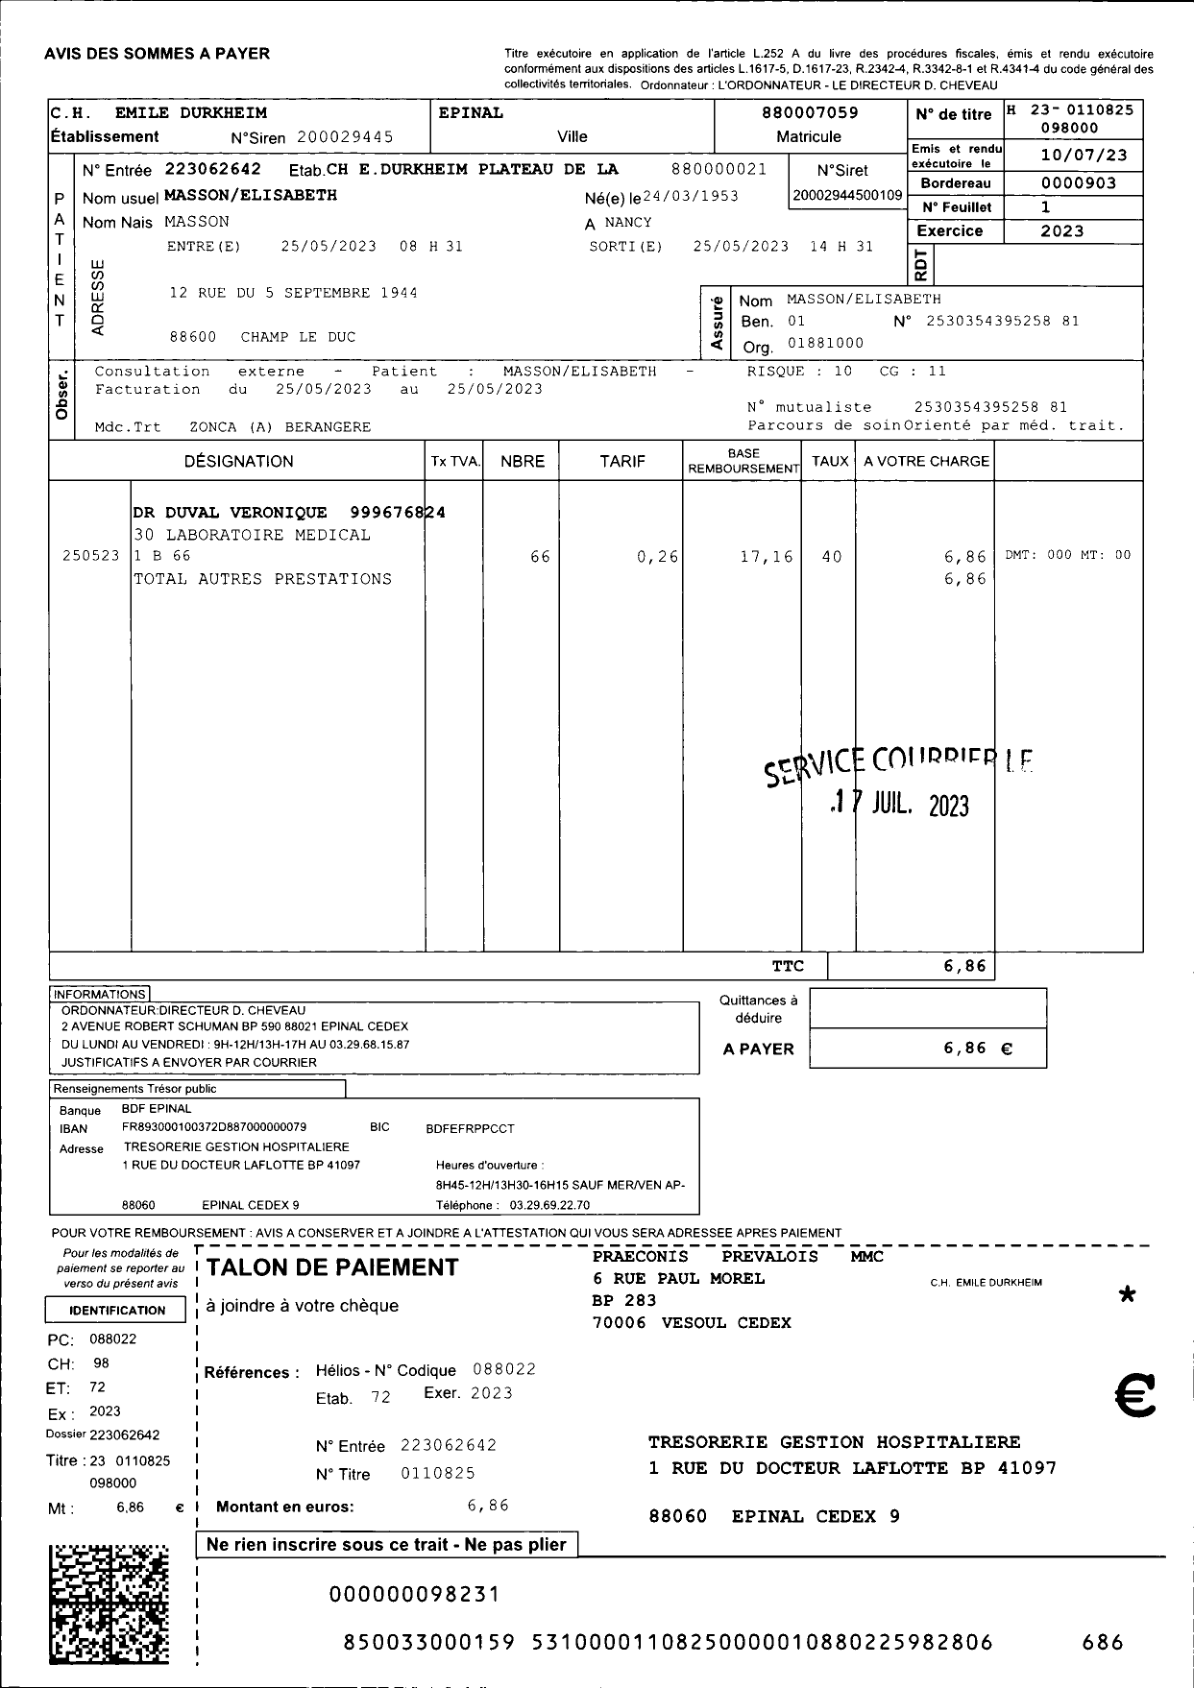 AVIS DES SOMMES A PAYER
Titre exécutoire en application de l'article L.252 A du livre des procédures fiscales, émis et rendu exécutoire
conformément aux dispositions des articles L.1617-5, D.1617-23, R.2342-4, R.3342-8-1 et R.4341-4 du code général des
collectivités territoriales. Ordonnateur : L'ORDONNATEUR - LE DIRECTEUR D. CHEVEAU
C.H. EMILE DURKHEIM EPINAL 880007059 N° de titre H 23- 0110825
098000
Établissement N°Siren 200029445 Ville Matricule
Emis et rendu
exécutoire le 10/07/23
N° Entrée 223062642 Etab.CH E.DURKHEIM PLATEAU DE LA 880000021 N°Siret
Bordereau 0000903
PATIENT Nom usuel MASSON/ELISABETH Né(e) le 24/03/1953 20002944500109
N° Feuillet 1
Nom Nais MASSON A NANCY
Exercice 2023
ENTRE(E) 25/05/2023 08 H 31 SORTI(E) 25/05/2023 14 H 31
RDT
ADRESSE
12 RUE DU 5 SEPTEMBRE 1944
88600 CHAMP LE DUC
Assuré Nom MASSON/ELISABETH
Ben. 01 N° 2530354395258 81
Org. 01881000
Obser. Consultation externe - Patient : MASSON/ELISABETH - RISQUE : 10 CG : 11
Facturation du 25/05/2023 au 25/05/2023
N° mutualiste 2530354395258 81
Mdc.Trt ZONCA (A) BERANGERE Parcours de soin Orienté par méd. trait.
DÉSIGNATION Tx TVA. NBRE TARIF BASE REMBOURSEMENT TAUX A VOTRE CHARGE
DR DUVAL VERONIQUE 999676824
30 LABORATOIRE MEDICAL
250523 1 B 66 66 0,26 17,16 40 6,86 DMT: 000 MT: 00
TOTAL AUTRES PRESTATIONS 6,86
SERVICE COURRIER LE
17 JUIL. 2023
TTC 6,86
INFORMATIONS
ORDONNATEUR:DIRECTEUR D. CHEVEAU
2 AVENUE ROBERT SCHUMAN BP 590 88021 EPINAL CEDEX
DU LUNDI AU VENDREDI : 9H-12H/13H-17H AU 03.29.68.15.87
JUSTIFICATIFS A ENVOYER PAR COURRIER
Quittances à
déduire
A PAYER 6,86 €
Renseignements Trésor public
Banque BDF EPINAL
IBAN FR893000100372D887000000079 BIC BDFEFRPPCCT
Adresse TRESORERIE GESTION HOSPITALIERE
1 RUE DU DOCTEUR LAFLOTTE BP 41097 Heures d'ouverture :
8H45-12H/13H30-16H15 SAUF MER/VEN AP-
88060 EPINAL CEDEX 9 Téléphone : 03.29.69.22.70
POUR VOTRE REMBOURSEMENT : AVIS A CONSERVER ET A JOINDRE A L'ATTESTATION QUI VOUS SERA ADRESSEE APRES PAIEMENT
Pour les modalités de
paiement se reporter au
verso du présent avis
IDENTIFICATION
PC: 088022
CH: 98
ET: 72
Ex : 2023
Dossier 223062642
Titre : 23 0110825
098000
Mt : 6,86 €
TALON DE PAIEMENT
à joindre à votre chèque
PRAECONIS PREVALOIS MMC
6 RUE PAUL MOREL
BP 283
70006 VESOUL CEDEX
C.H. EMILE DURKHEIM
*
€
Références : Hélios - N° Codique 088022
Etab. 72 Exer. 2023
N° Entrée 223062642
N° Titre 0110825
Montant en euros: 6,86
TRESORERIE GESTION HOSPITALIERE
1 RUE DU DOCTEUR LAFLOTTE BP 41097
88060 EPINAL CEDEX 9
Ne rien inscrire sous ce trait - Ne pas plier
000000098231
850033000159 531000011082500000108802259828​06 686